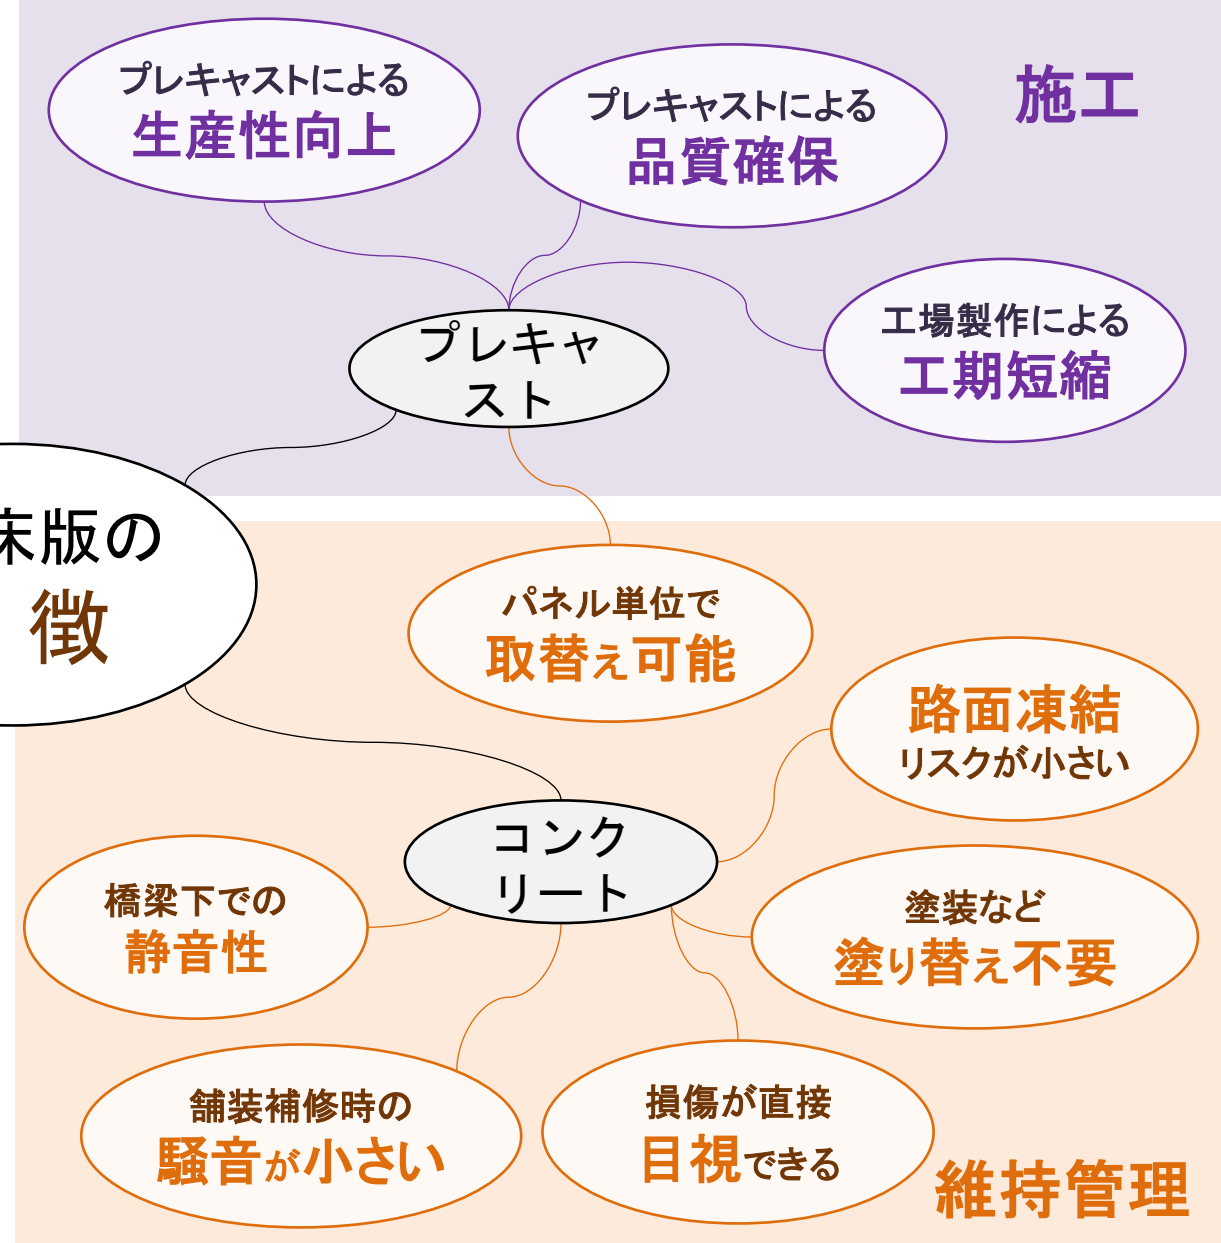 プレキャストによる
生産性向上
プレキャストによる
品質確保
施工
工場製作による
工期短縮
プレキャ
スト
床版の
徴
パネル単位で
取替え可能
路面凍結
リスクが小さい
コンク
リート
橋梁下での
静音性
塗装など
塗り替え不要
舗装補修時の
騒音が小さい
損傷が直接
目視できる
維持管理